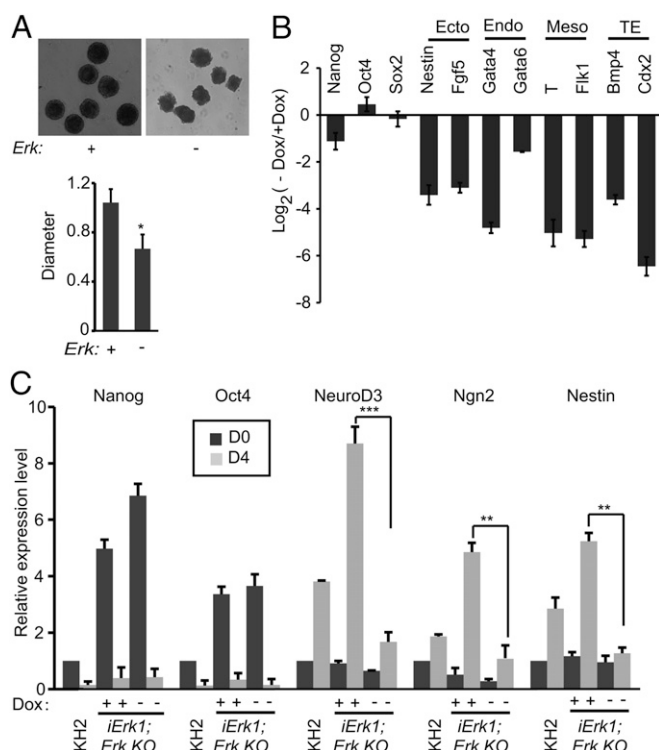 A
Erk: + -
Diameter
1.2
0.8
0.4
0
*
Erk: + -
B
Ecto Endo Meso TE
Nanog Oct4 Sox2 Nestin Fgf5 Gata4 Gata6 T Flk1 Bmp4 Cdx2
Log2( - Dox/+Dox)
2
0
-2
-4
-6
-8
C
Nanog Oct4 NeuroD3 Ngn2 Nestin
Relative expression level
10
8
6
4
2
0
D0
D4
*** ** **
Dox: + + - - + + - - + + - - + + - - + + - -
KH2 iErk1; KH2 iErk1; KH2 iErk1; KH2 iErk1; KH2 iErk1;
Erk KO Erk KO Erk KO Erk KO Erk KO